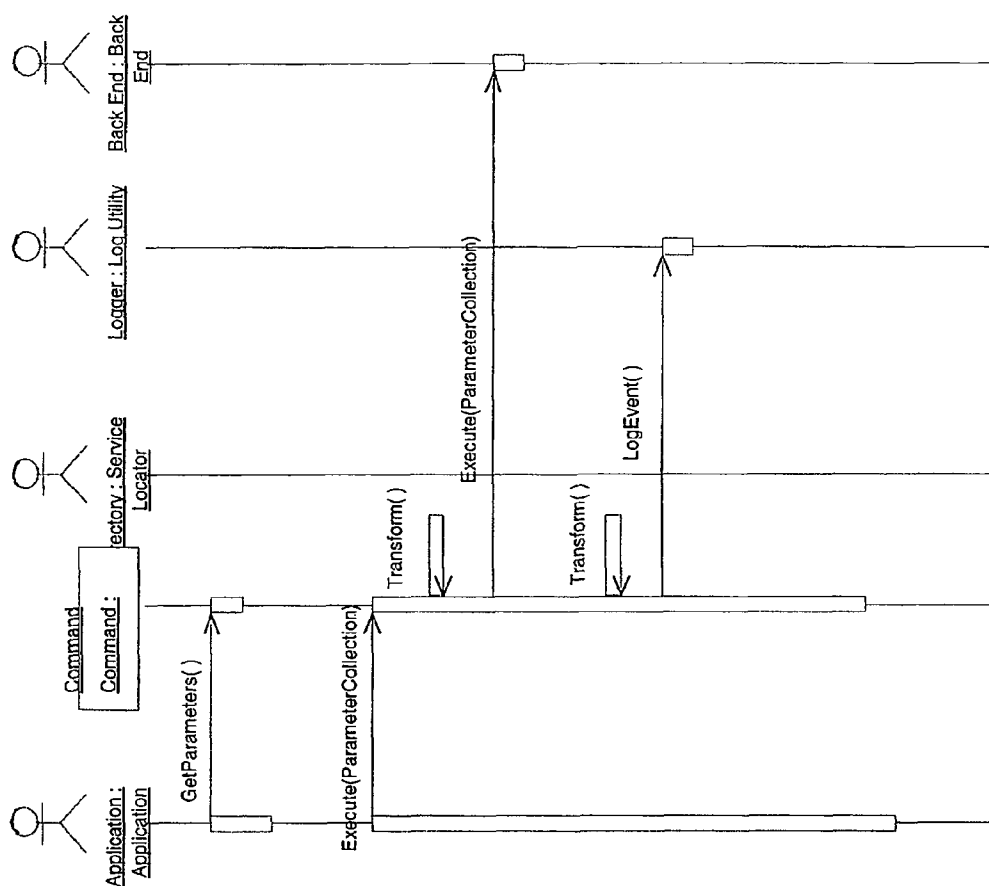 Application :
Application
Command
Command :
rectory : Service
Locator
Logger : Log Utility
Back End : Back
End
GetParameters( )
Execute(ParameterCollection)
Transform( )
Execute(ParameterCollection)
Transform( )
LogEvent( )